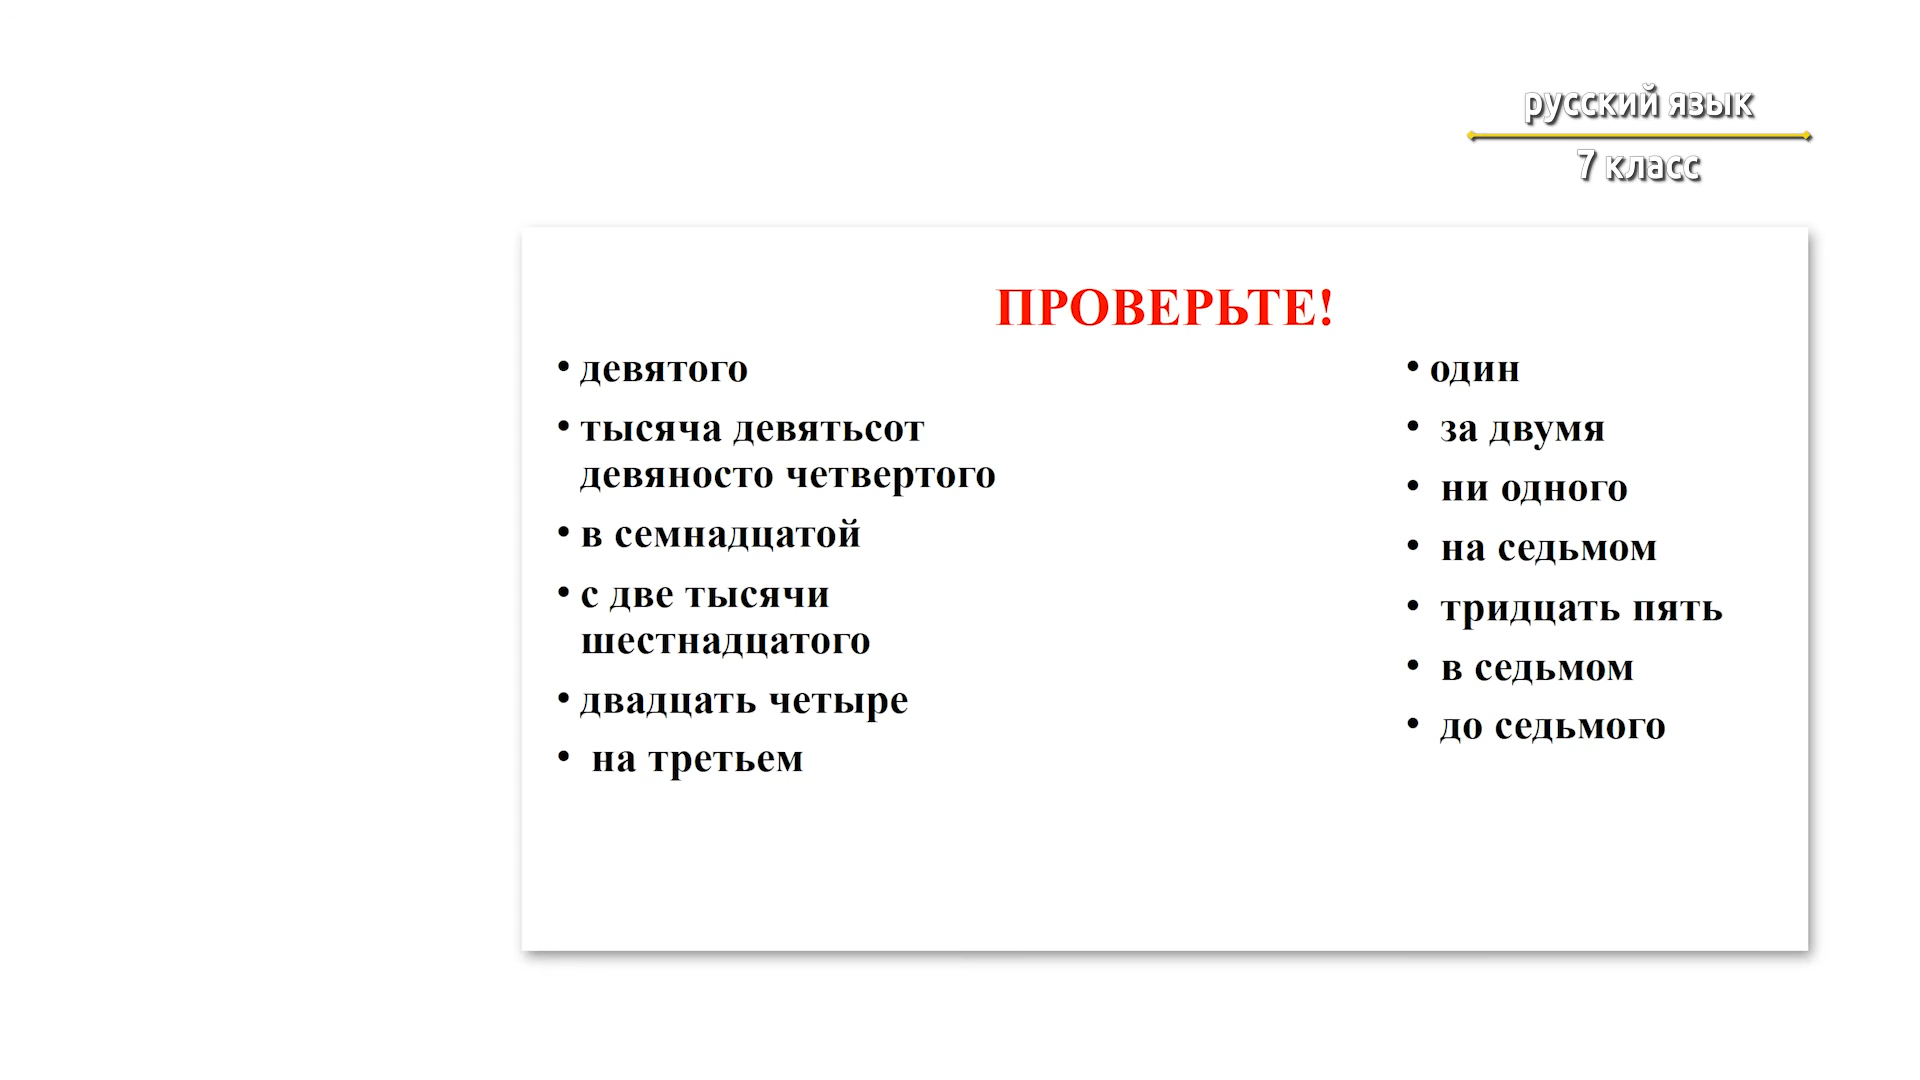 русский язык
7 класс
ПРОВЕРЬТЕ!
• девятого
• тысяча девятьсот
девяносто четвертого
• в семнадцатой
• с две тысячи
шестнадцатого
• двадцать четыре
• на третьем
• один
• за двумя
• ни одного
• на седьмом
• тридцать пять
• в седьмом
• до седьмого